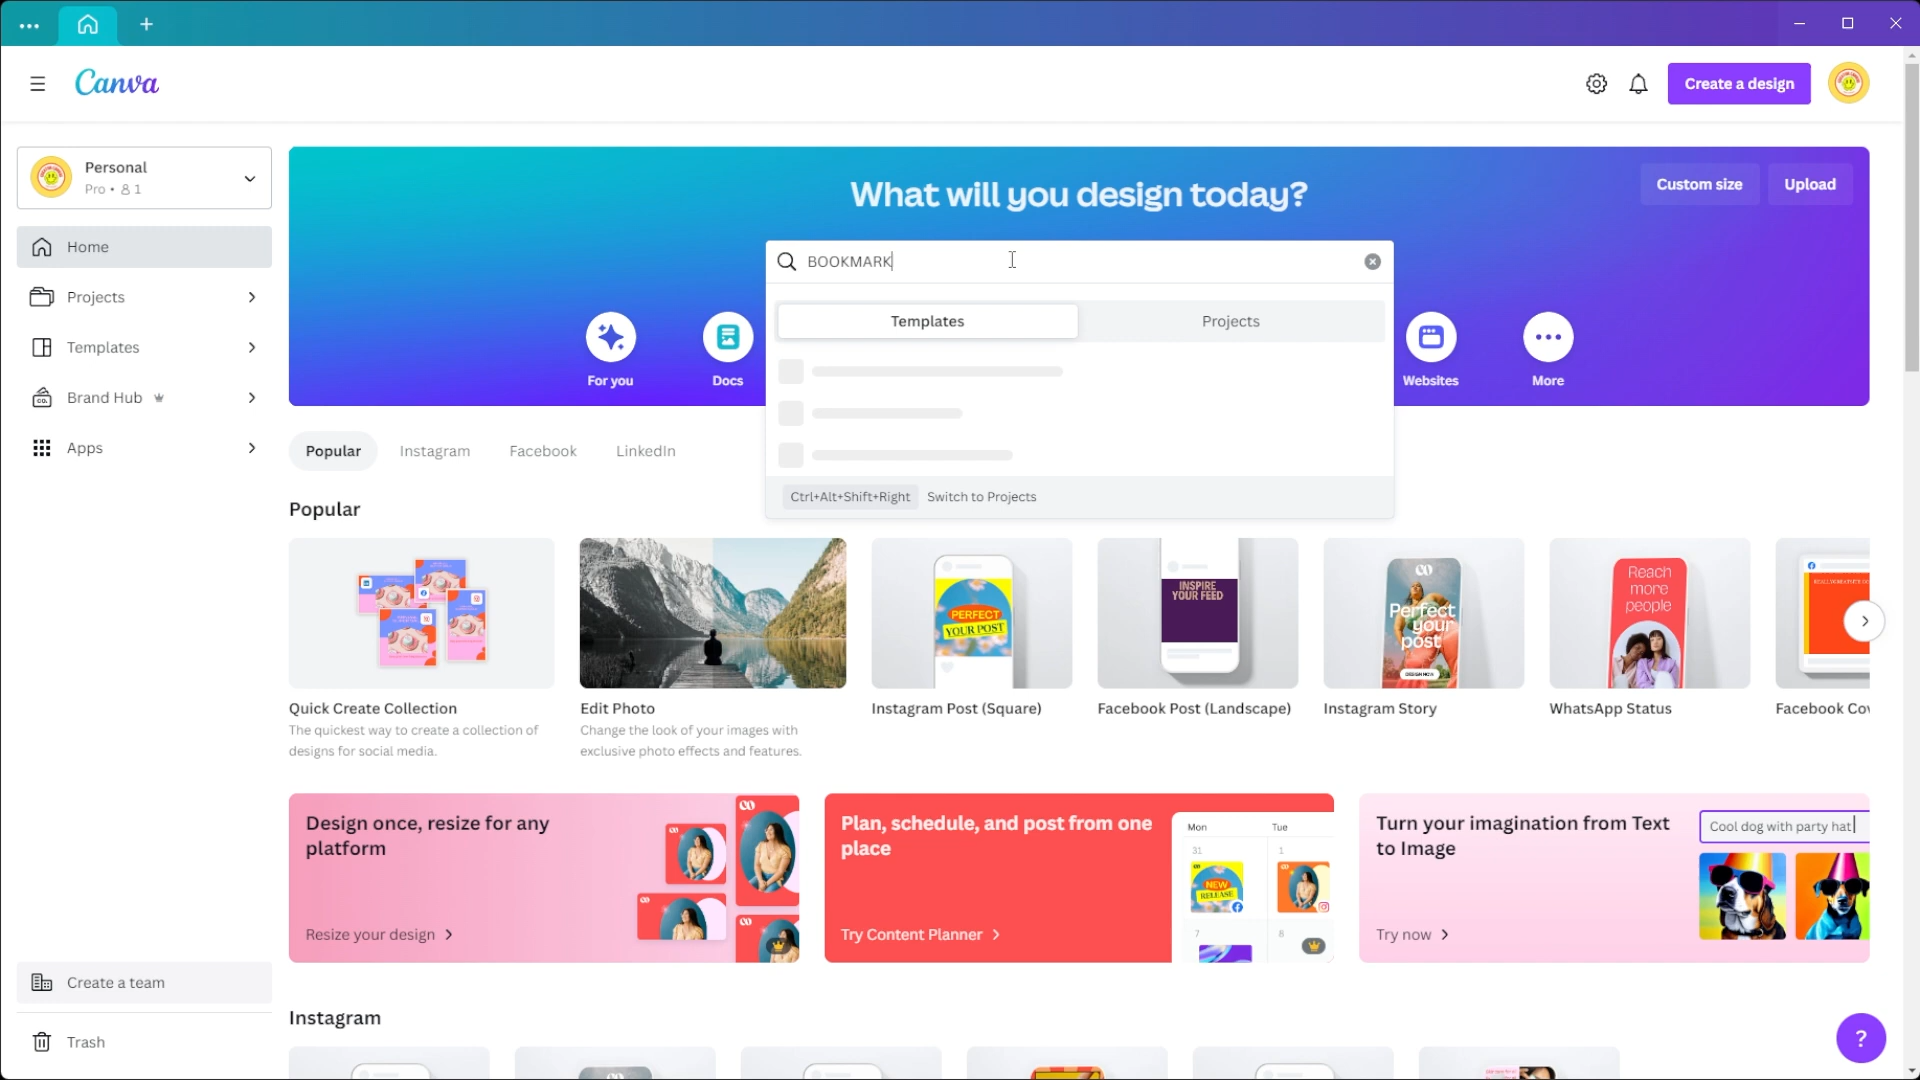 Canva
Create a design
Personal
Pro • 1
Home
Projects
Templates
Brand Hub
Apps
Create a team
Trash
What will you design today?
Custom size
Upload
BOOKMARK
Templates
Projects
Ctrl+Alt+Shift+Right Switch to Projects
For you
Docs
Websites
More
Popular
Instagram
Facebook
LinkedIn
Popular
PERFECT
YOUR POST
INSPIRE
YOUR FEED
Perfect
your
post
DESIGN NOW
Reach
more
people
Quick Create Collection
The quickest way to create a collection of
designs for social media.
Edit Photo
Change the look of your images with
exclusive photo effects and features.
Instagram Post (Square)
Facebook Post (Landscape)
Instagram Story
WhatsApp Status
Facebook Cov
Design once, resize for any
platform
Resize your design
Plan, schedule, and post from one
place
Try Content Planner
Mon
Tue
31
1
NEW
RELEASE
7
8
Turn your imagination from Text
to Image
Try now
Cool dog with party hat
Instagram
?